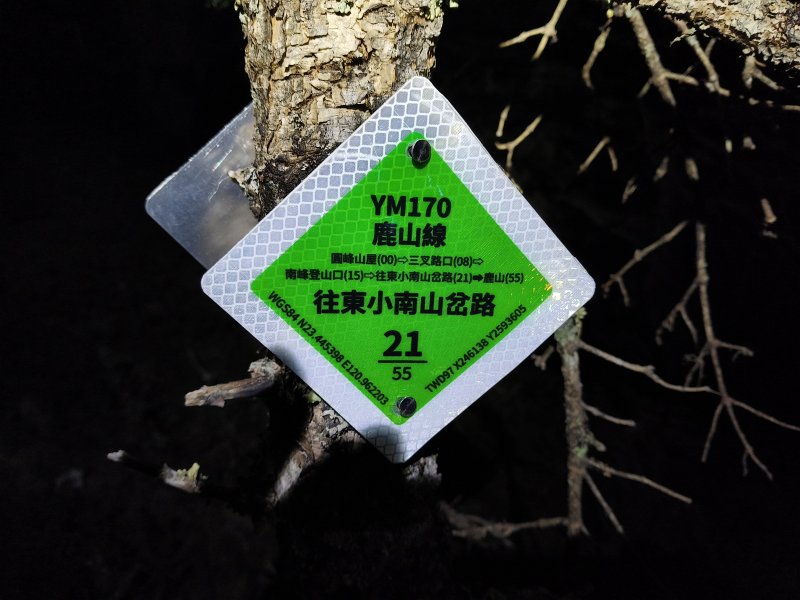 YM170
鹿山線
圓峰山屋(00)⇨三叉路口(08)⇨
南峰登山口(15)⇨往東小南山岔路(21)➡鹿山(55)
往東小南山岔路
21
55
WGS84 N23.445398 E120.962203
TWD97 X246138 Y2593605